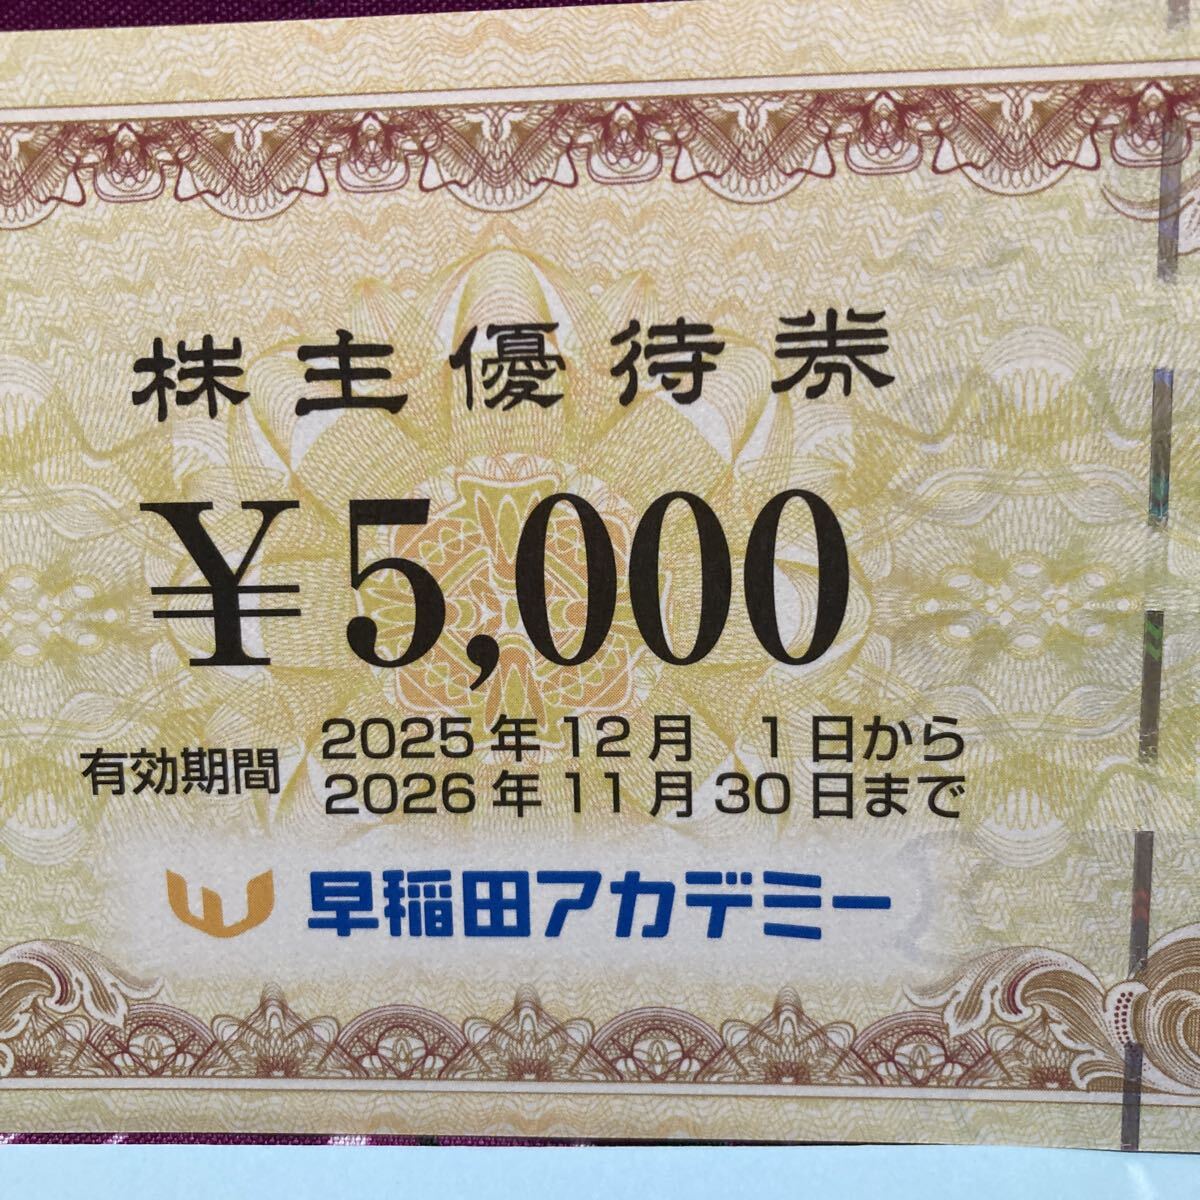 株主優待券
¥5,000
有効期間
2025年12月 1日から
2026年11月30日まで
早稲田アカデミー